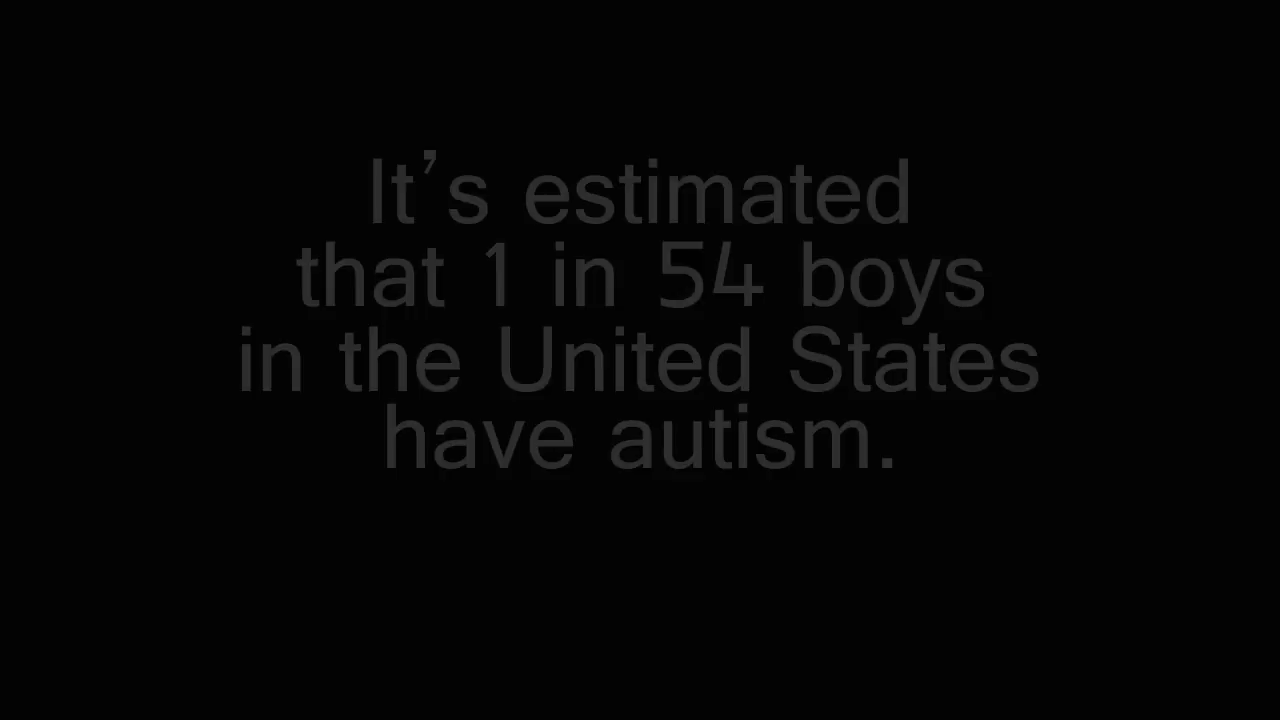 It’s estimated
that 1 in 54 boys
in the United States
have autism.